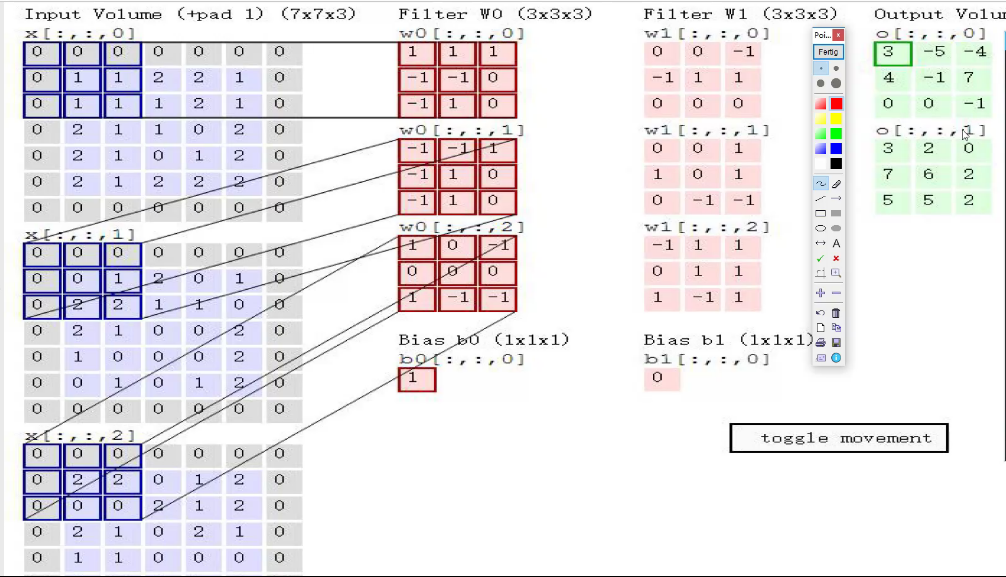 Input Volume (+pad 1) (7x7x3)
x[:,:,0]
0 0 0 0 0 0 0
0 1 1 2 2 1 0
0 1 1 1 2 1 0
0 2 1 1 0 2 0
0 2 1 0 1 2 0
0 2 1 2 2 2 0
0 0 0 0 0 0 0
x[:,:,1]
0 0 0 0 0 0 0
0 0 1 2 0 1 0
0 2 2 1 1 0 0
0 2 1 0 0 2 0
0 1 0 0 0 2 0
0 0 1 0 1 2 0
0 0 0 0 0 0 0
x[:,:,2]
0 0 0 0 0 0 0
0 2 2 0 1 2 0
0 0 0 2 1 2 0
0 2 1 0 2 1 0
0 1 1 0 0 0 0
Filter W0 (3x3x3)
w0[:,:,0]
1 1 1
-1 -1 0
-1 1 0
w0[:,:,1]
-1 -1 1
-1 1 0
-1 1 0
w0[:,:,2]
1 0 -1
0 0 0
1 -1 -1
Bias b0 (1x1x1)
b0[:,:,0]
1
Filter W1 (3x3x3)
w1[:,:,0]
0 0 -1
-1 1 1
0 0 0
w1[:,:,1]
0 0 1
1 0 1
0 -1 -1
w1[:,:,2]
-1 1 1
0 1 1
1 -1 1
Bias b1 (1x1x1)
b1[:,:,0]
0
Poi...
Fertig
A
Output Volu
o[:,:,0]
3 -5 -4
4 -1 7
0 0 -1
o[:,:,1]
3 2 0
7 6 2
5 5 2
toggle movement